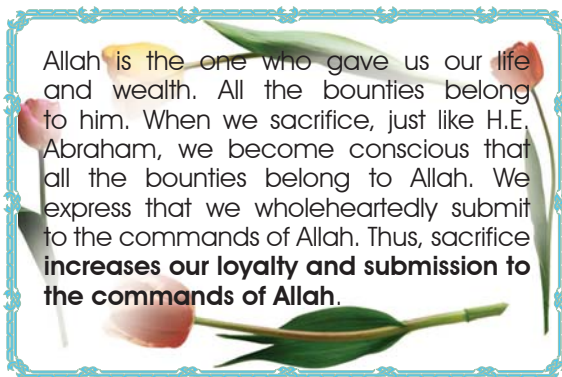 Allah is the one who gave us our life
and wealth. All the bounties belong
to him. When we sacrifice, just like H.E.
Abraham, we become conscious that
all the bounties belong to Allah. We
express that we wholeheartedly submit
to the commands of Allah. Thus, sacrifice
increases our loyalty and submission to
the commands of Allah.